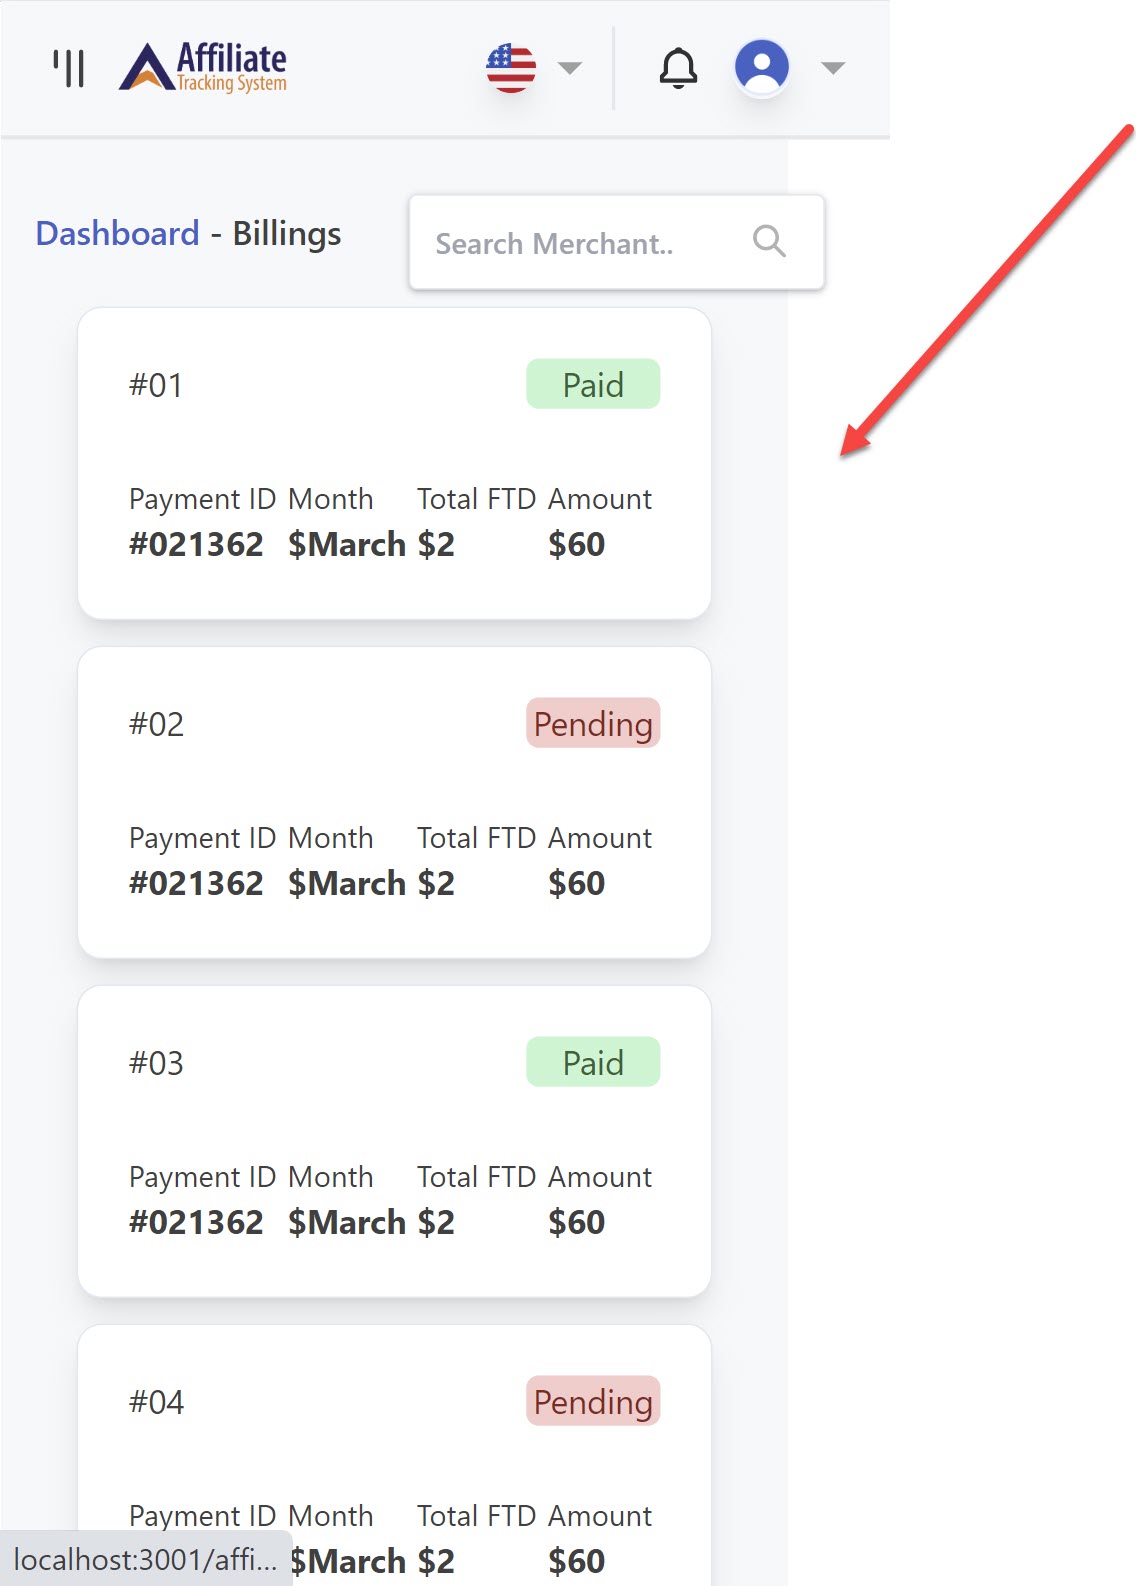 Affiliate
Tracking System
Dashboard - Billings
Search Merchant..
#01 Paid
Payment ID Month Total FTD Amount
#021362 $March $2 $60
#02 Pending
Payment ID Month Total FTD Amount
#021362 $March $2 $60
#03 Paid
Payment ID Month Total FTD Amount
#021362 $March $2 $60
#04 Pending
Payment ID Month Total FTD Amount
$March $2 $60
localhost:3001/affi...